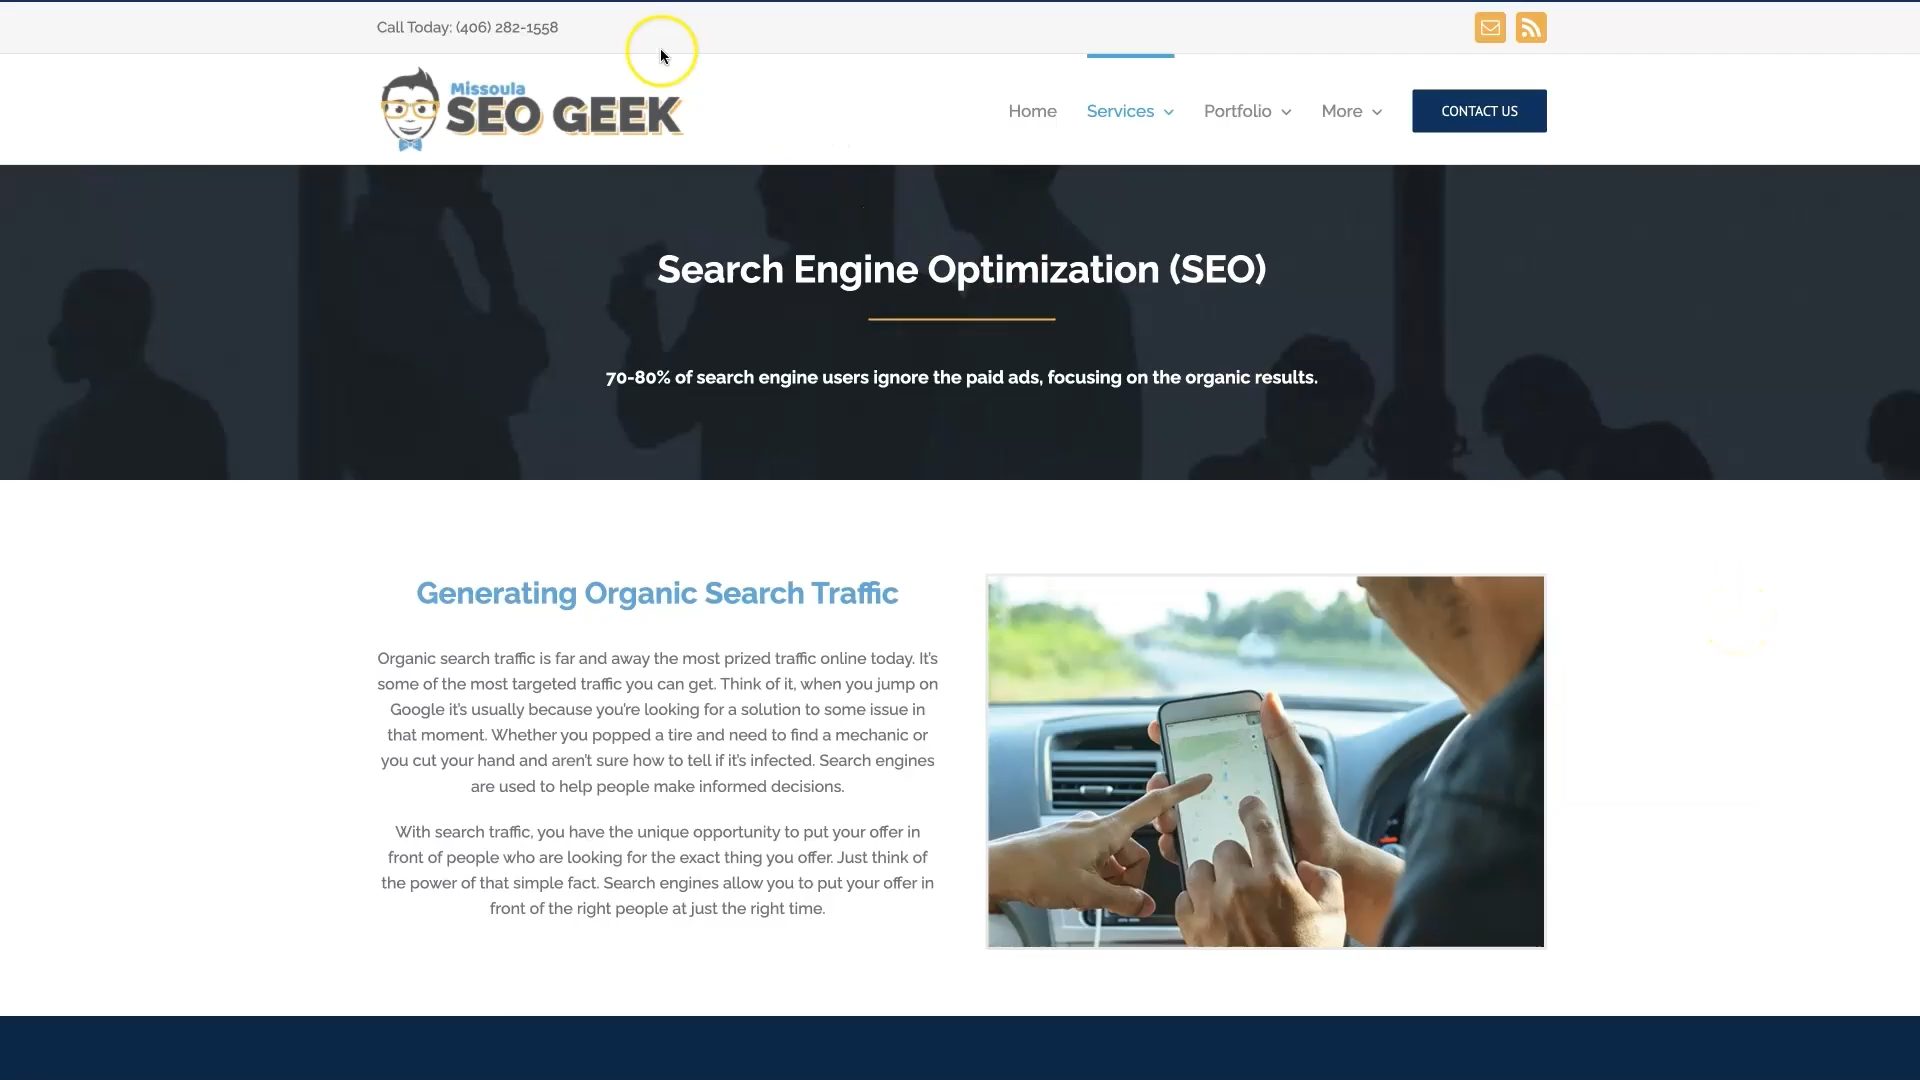 Call Today: (406) 282-1558
Missoula
SEO GEEK
Home
Services
Portfolio
More
CONTACT US
Search Engine Optimization (SEO)
70-80% of search engine users ignore the paid ads, focusing on the organic results.
Generating Organic Search Traffic
Organic search traffic is far and away the most prized traffic online today. It's
some of the most targeted traffic you can get. Think of it, when you jump on
Google it's usually because you're looking for a solution to some issue in
that moment. Whether you popped a tire and need to find a mechanic or
you cut your hand and aren't sure how to tell if it's infected. Search engines
are used to help people make informed decisions.
With search traffic, you have the unique opportunity to put your offer in
front of people who are looking for the exact thing you offer. Just think of
the power of that simple fact. Search engines allow you to put your offer in
front of the right people at just the right time.